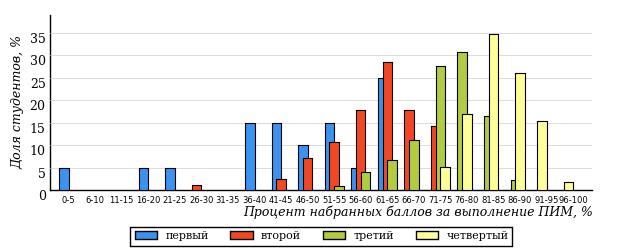 Доля студентов, %
35
30
25
20
15
10
5
0
0-5 6-10 11-15 16-20 21-25 26-30 31-35 36-40 41-45 46-50 51-55 56-60 61-65 66-70 71-75 76-80 81-85 86-90 91-95 96-100
Процент набранных баллов за выполнение ПИМ, %
первый второй третий четвертый